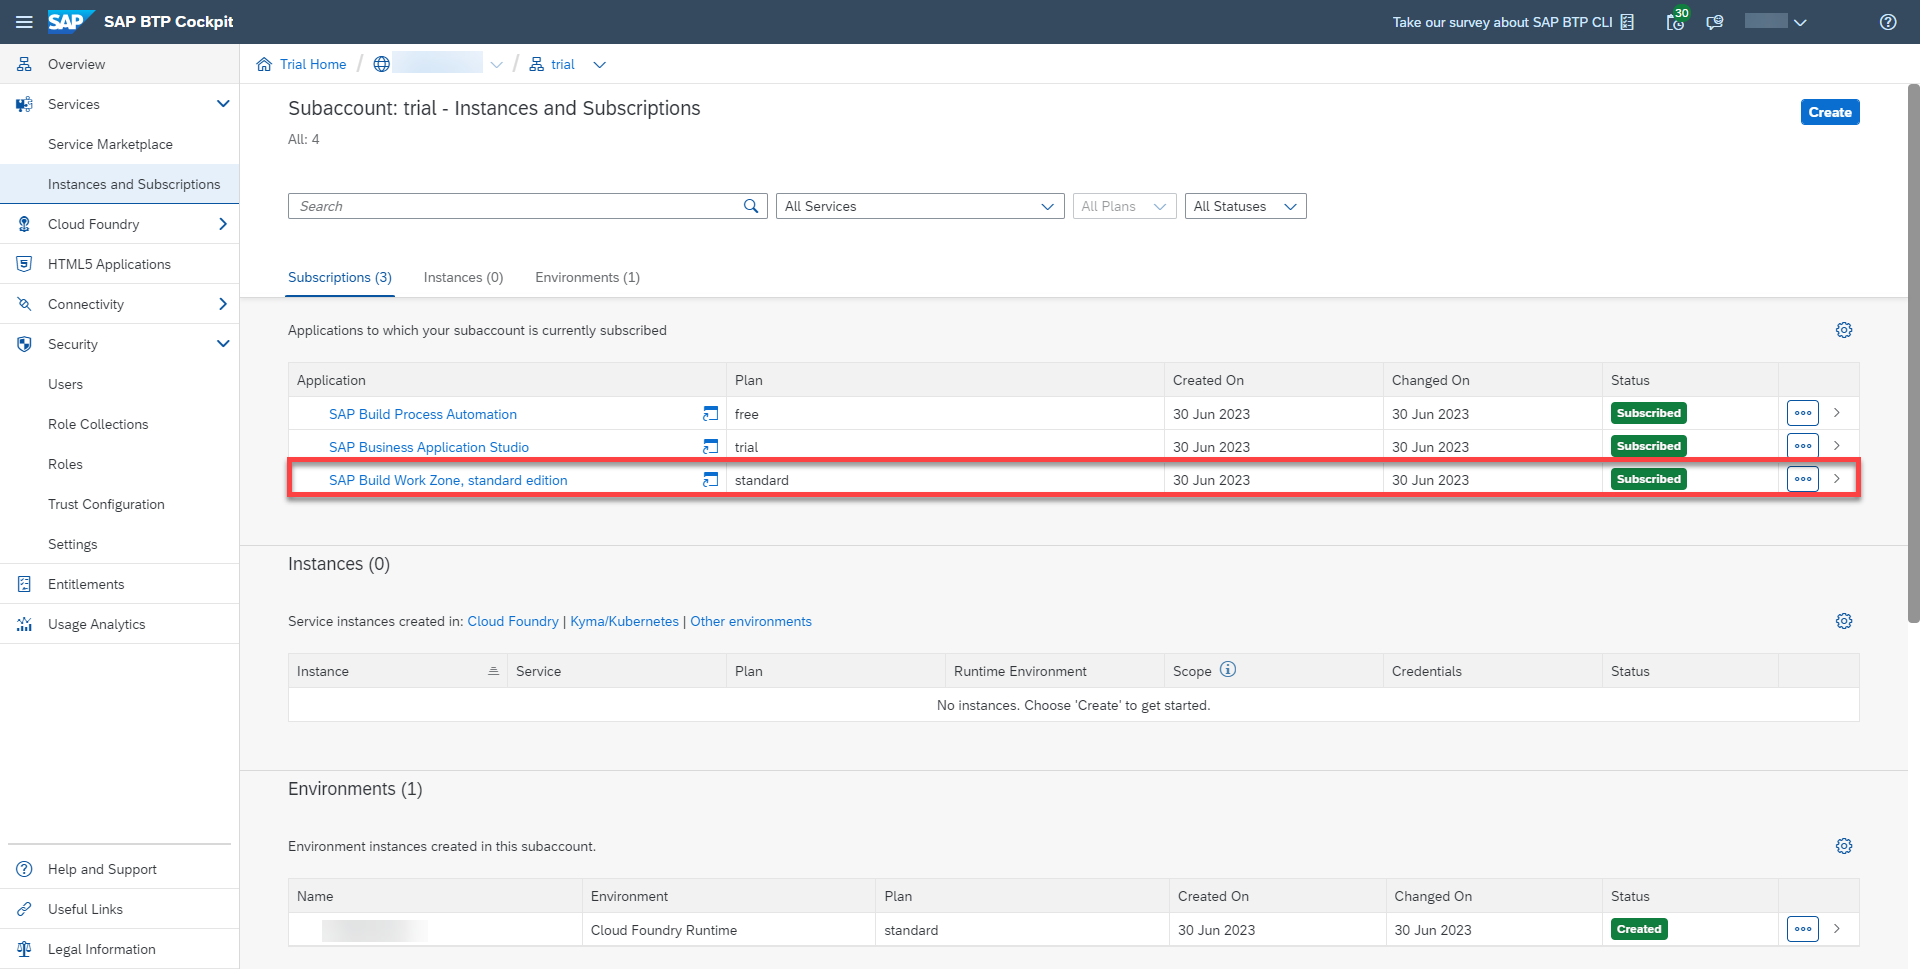 SAP SAP BTP Cockpit
Take our survey about SAP BTP CLI
30
Overview
Services
Service Marketplace
Instances and Subscriptions
Cloud Foundry
HTML5 Applications
Connectivity
Security
Users
Role Collections
Roles
Trust Configuration
Settings
Entitlements
Usage Analytics
Help and Support
Useful Links
Legal Information
Trial Home / / trial
Subaccount: trial - Instances and Subscriptions
Create
All: 4
Search
All Services
All Plans
All Statuses
Subscriptions (3) Instances (0) Environments (1)
Applications to which your subaccount is currently subscribed
Application Plan Created On Changed On Status
SAP Build Process Automation free 30 Jun 2023 30 Jun 2023 Subscribed
SAP Business Application Studio trial 30 Jun 2023 30 Jun 2023 Subscribed
SAP Build Work Zone, standard edition standard 30 Jun 2023 30 Jun 2023 Subscribed
Instances (0)
Service instances created in: Cloud Foundry | Kyma/Kubernetes | Other environments
Instance Service Plan Runtime Environment Scope Credentials Status
No instances. Choose 'Create' to get started.
Environments (1)
Environment instances created in this subaccount.
Name Environment Plan Created On Changed On Status
Cloud Foundry Runtime standard 30 Jun 2023 30 Jun 2023 Created